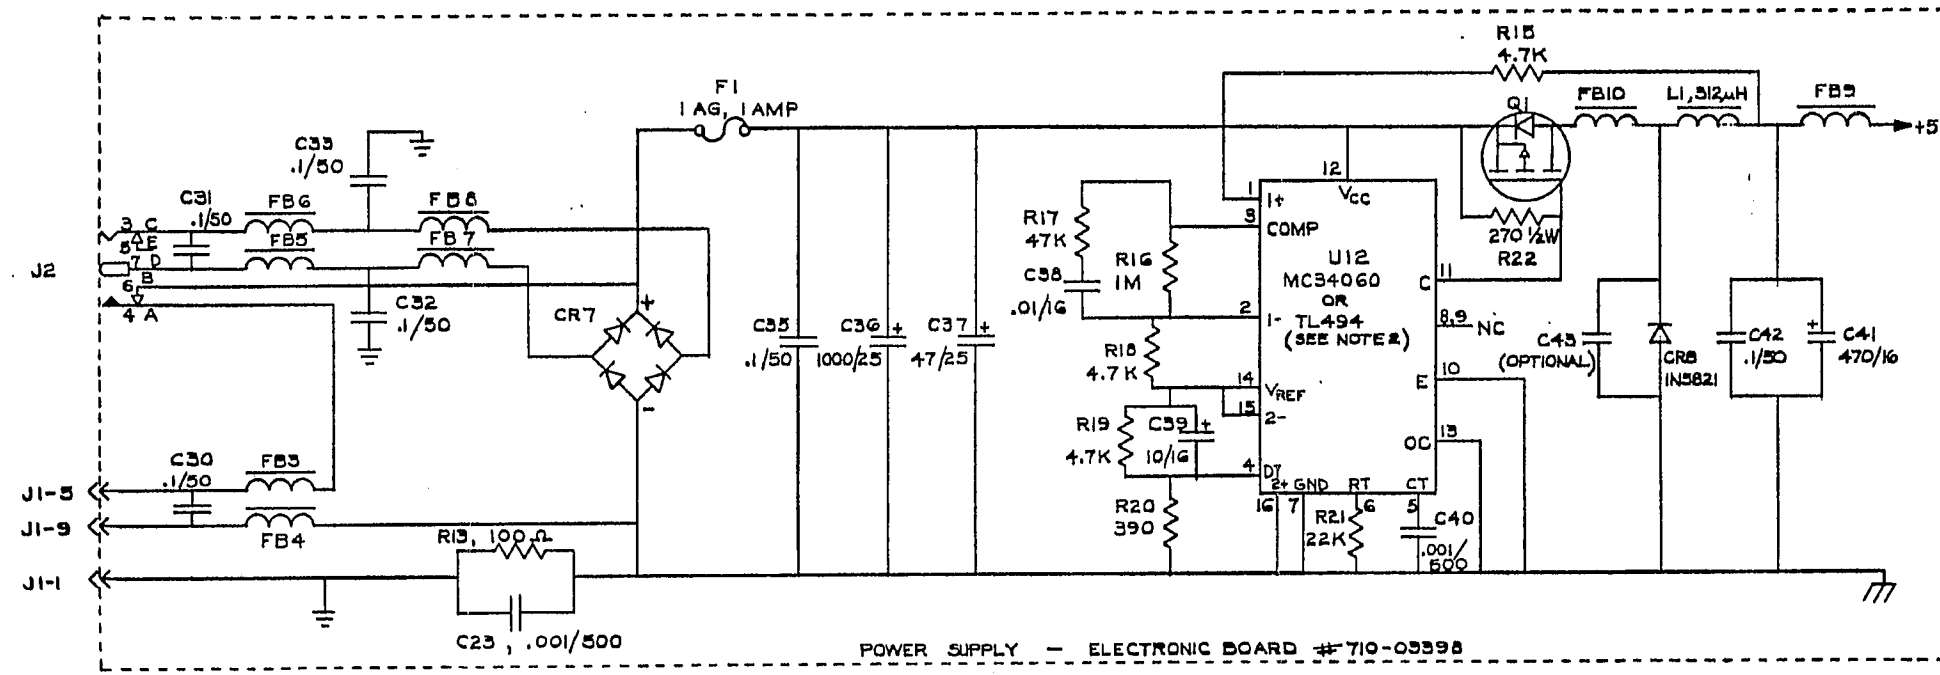 R15
4.7K
F1
1 AG, 1 AMP
Q1
FB10
L1, 312µH
FB9
+5
C33
.1/50
C31
.1/50
FB6
FB8
3 C
5 E
FB5
FB7
J2
7 D
6 B
4 A
C32
.1/50
CR7
+
-
C35
.1/50
C36 +
1000/25
C37 +
47/25
R17
47K
C38
.01/16
R16
1M
1
1+
3
COMP
12
VCC
U12
MC34060
OR
TL494
(SEE NOTE 2)
2
1-
R18
4.7K
14
VREF
15
2-
R19
4.7K
C39 +
10/16
4
DT
2+
16
GND
7
RT
6
CT
5
R20
390
R21
22K
C40
.001/
500
270 ½W
R22
11
C
8,9
NC
10
E
13
OC
C43
(OPTIONAL)
CR8
1N5821
C42
.1/50
+
C41
470/16
C30
.1/50
FB3
FB4
J1-5
J1-9
J1-1
R13, 100Ω
C23, .001/500
POWER SUPPLY - ELECTRONIC BOARD # 710-03398